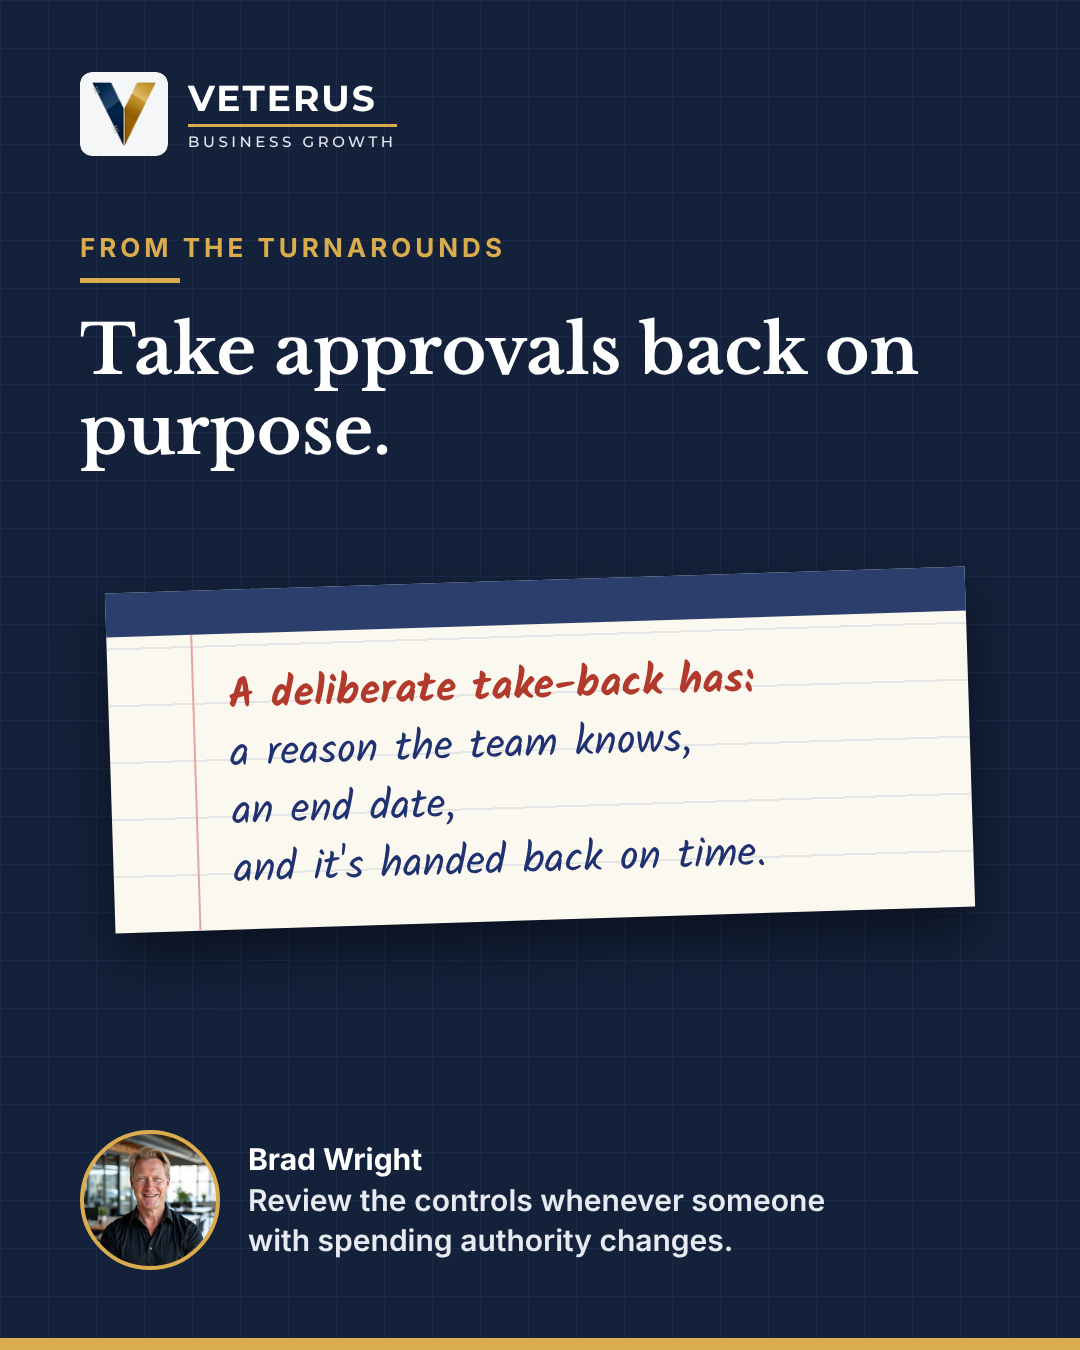 VETERUS
BUSINESS GROWTH
FROM THE TURNAROUNDS
Take approvals back on
purpose.
A deliberate take-back has:
a reason the team knows,
an end date,
and it's handed back on time.
Brad Wright
Review the controls whenever someone
with spending authority changes.